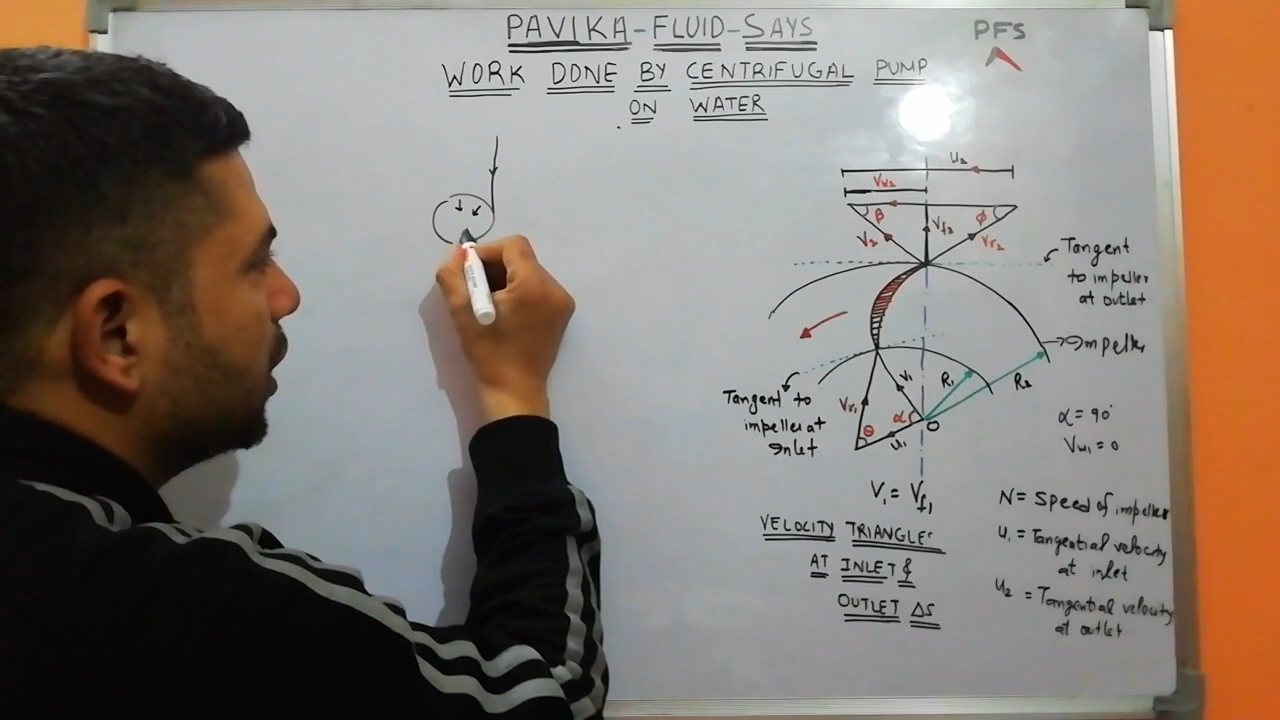 PAVIKA-FLUID-SAYS
PFS
WORK DONE BY CENTRIFUGAL PUMP
ON WATER
u₂
Vw₂
β
ϕ
V₂
Vf₂
Vr₂
Tangent
to impeller
at outlet
Impeller
R₁
R₂
V₁
Vr₁
α
θ
u₁
O
Tangent to
impeller at
Inlet
α = 90°
Vw₁ = 0
V₁ = Vf₁
VELOCITY TRIANGLES
AT INLET &
OUTLET ΔS
N = Speed of impeller
u₁ = Tangential velocity
at inlet
u₂ = Tangential velocity
at outlet